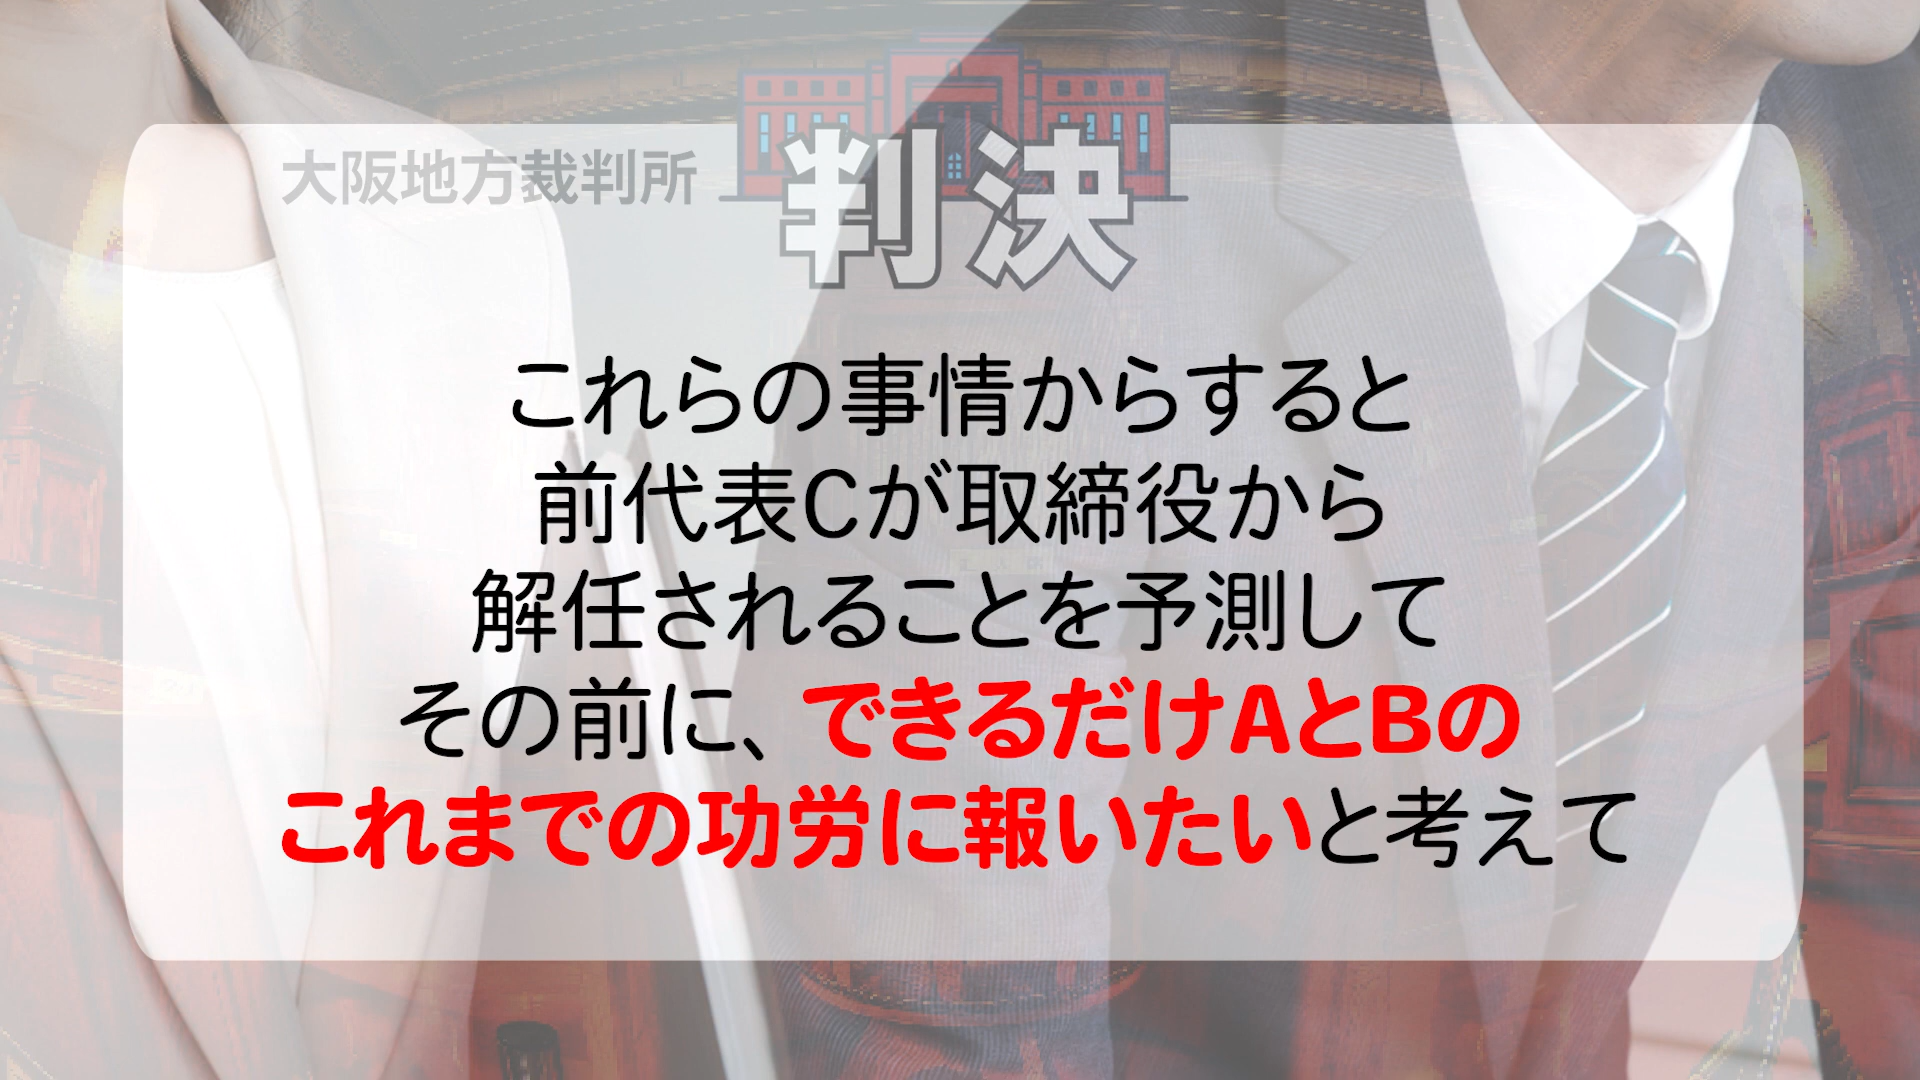 大阪地方裁判所
判決
これらの事情からすると
前代表Cが取締役から
解任されることを予測して
その前に、できるだけAとBの
これまでの功労に報いたいと考えて